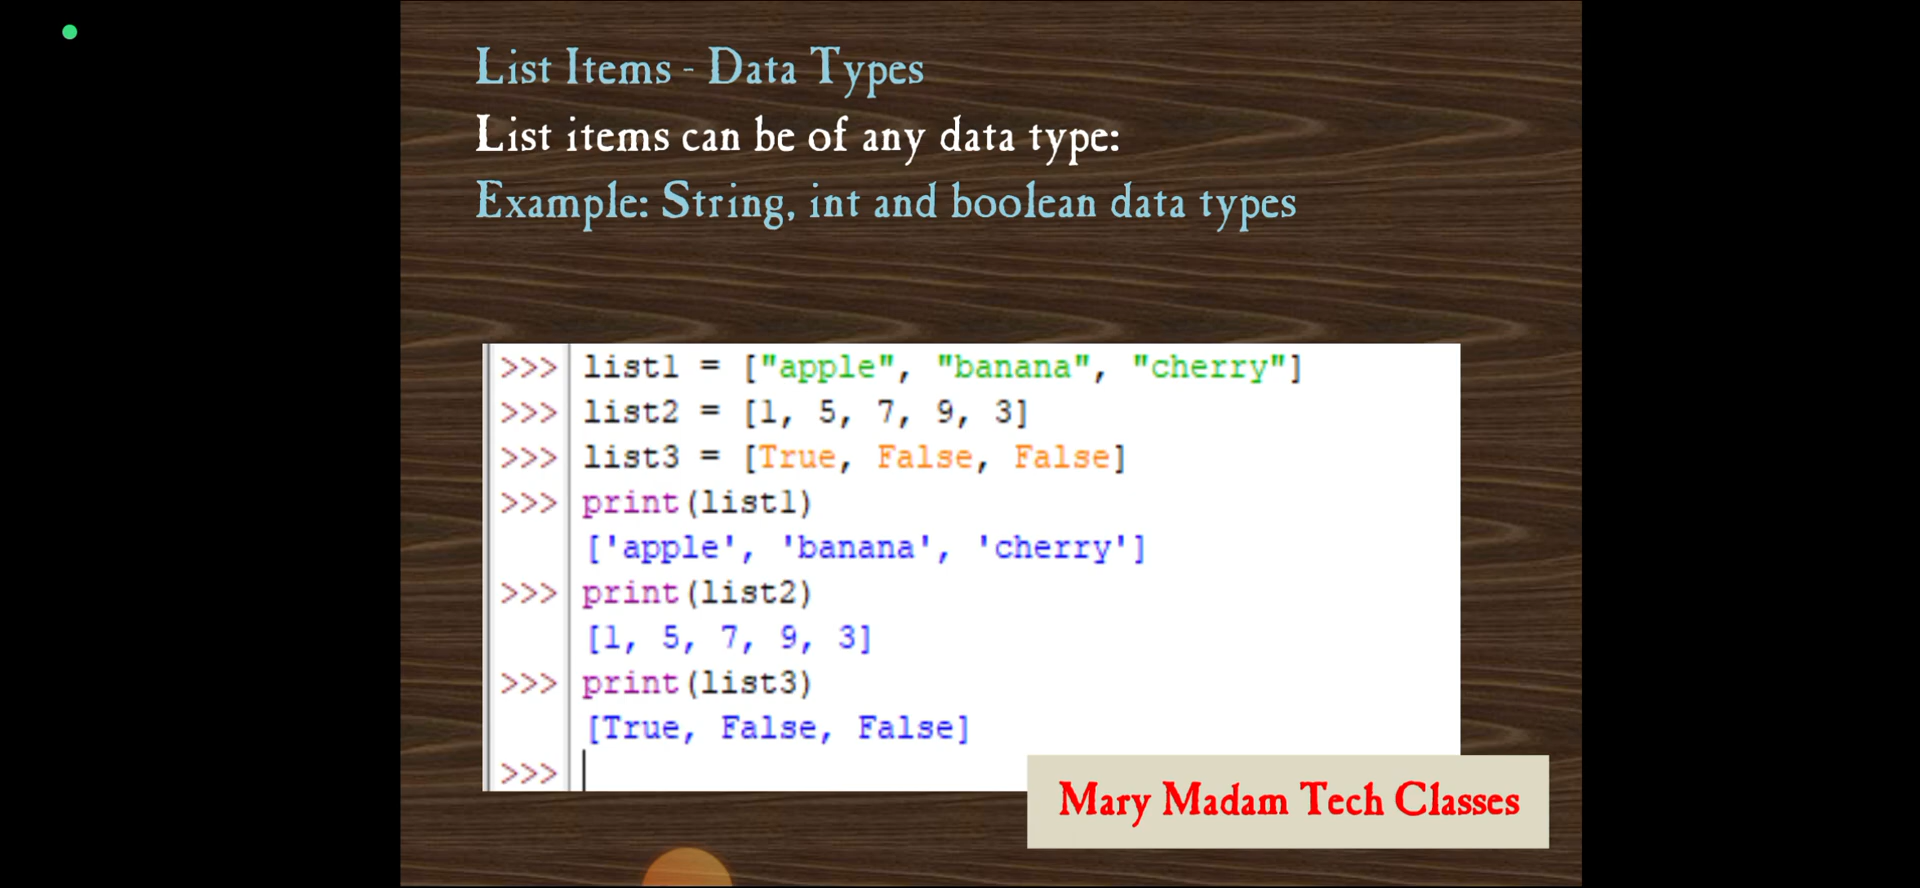 List Items - Data Types
List items can be of any data type:
Example: String, int and boolean data types
>>> list1 = ["apple", "banana", "cherry"]
>>> list2 = [1, 5, 7, 9, 3]
>>> list3 = [True, False, False]
>>> print(list1)
['apple', 'banana', 'cherry']
>>> print(list2)
[1, 5, 7, 9, 3]
>>> print(list3)
[True, False, False]
>>>
Mary Madam Tech Classes